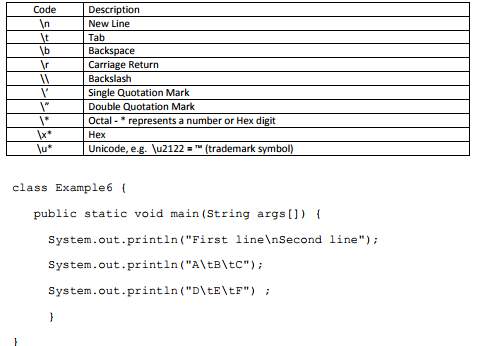 Code Description
\n New Line
\t Tab
\b Backspace
\r Carriage Return
\\ Backslash
\' Single Quotation Mark
\" Double Quotation Mark
\* Octal - * represents a number or Hex digit
\x* Hex
\u* Unicode, e.g. \u2122 = ™ (trademark symbol)
class Example6 {
public static void main(String args[]) {
System.out.println("First line\nSecond line");
System.out.println("A\tB\tC");
System.out.println("D\tE\tF") ;
}
}